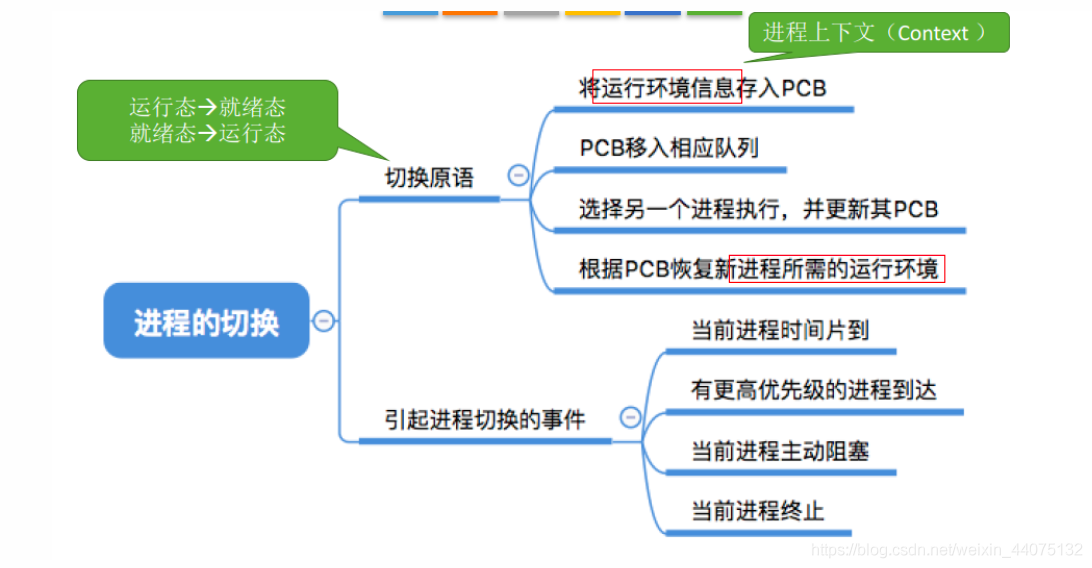 进程上下文（Context ）
将运行环境信息存入PCB
运行态→就绪态
就绪态→运行态
PCB移入相应队列
切换原语
选择另一个进程执行，并更新其PCB
根据PCB恢复新进程所需的运行环境
进程的切换
当前进程时间片到
有更高优先级的进程到达
引起进程切换的事件
当前进程主动阻塞
当前进程终止
https://blog.csdn.net/weixin_44075132